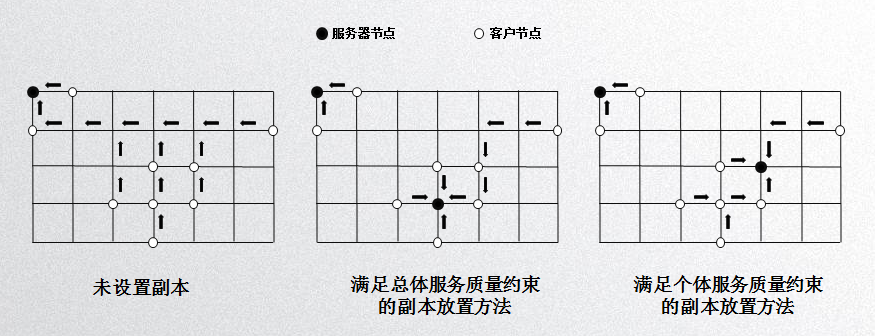 服务器节点
客户节点
未设置副本
满足总体服务质量约束
的副本放置方法
满足个体服务质量约束
的副本放置方法